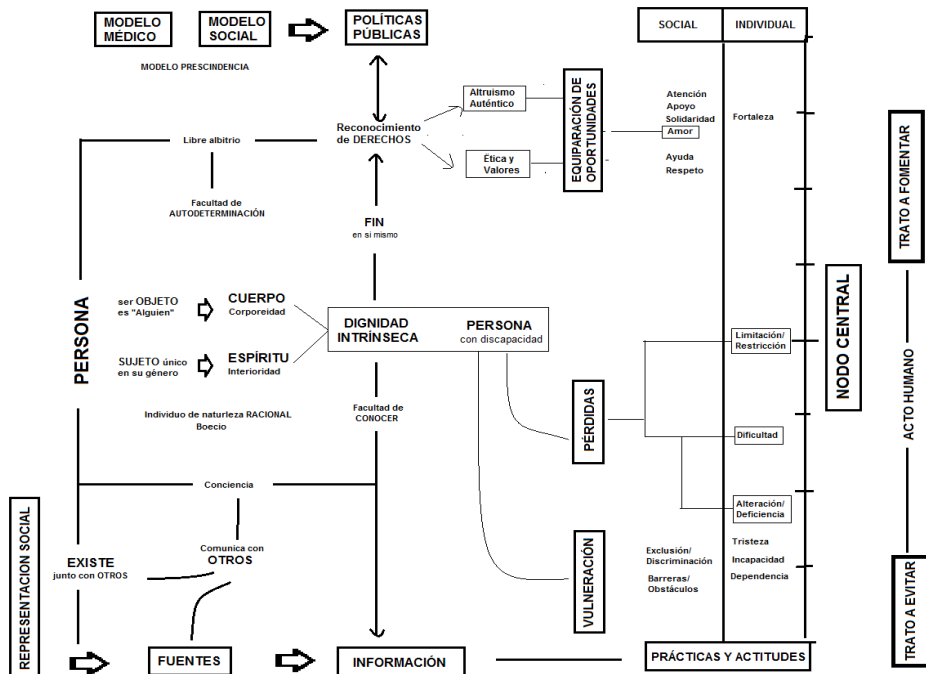 MODELO
MÉDICO
MODELO
SOCIAL
POLÍTICAS
PÚBLICAS
SOCIAL
INDIVIDUAL
MODELO PRESCINDENCIA
Altruismo
Auténtico
EQUIPARACIÓN DE
OPORTUNIDADES
Atención
Apoyo
Solidaridad
Amor
Ayuda
Respeto
Fortaleza
TRATO A FOMENTAR
Libre albitrio
Reconocimiento
de DERECHOS
Ética y
Valores
Facultad de
AUTODETERMINACIÓN
FIN
en si mismo
PERSONA
ser OBJETO
es "Alguien"
CUERPO
Corporeidad
SUJETO único
en su género
ESPÍRITU
Interioridad
DIGNIDAD
INTRÍNSECA
PERSONA
con discapacidad
Limitación/
Restricción
NODO CENTRAL
ACTO HUMANO
Individuo de naturleza RACIONAL
Boecio
Facultad de
CONOCER
PÉRDIDAS
Dificultad
Conciencia
Alteración/
Deficiencia
REPRESENTACION SOCIAL
EXISTE
junto con OTROS
Comunica con
OTROS
VULNERACIÓN
Exclusión/
Discriminación
Barreras/
Obstáculos
Tristeza
Incapacidad
Dependencia
TRATO A EVITAR
FUENTES
INFORMACIÓN
PRÁCTICAS Y ACTITUDES